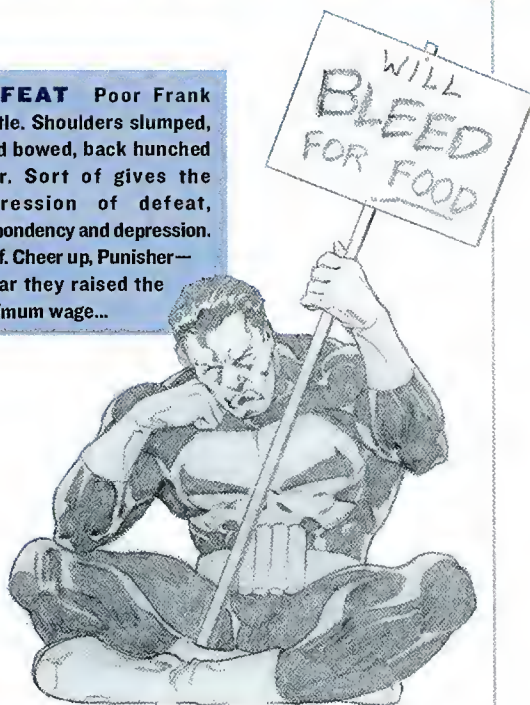 FEAT Poor Frank
tle. Shoulders slumped,
d bowed, back hunched
r. Sort of gives the
ression of defeat,
pondency and depression.
f. Cheer up, Punisher—
ar they raised the
imum wage...
WILL
BLEED
FOR FOOD